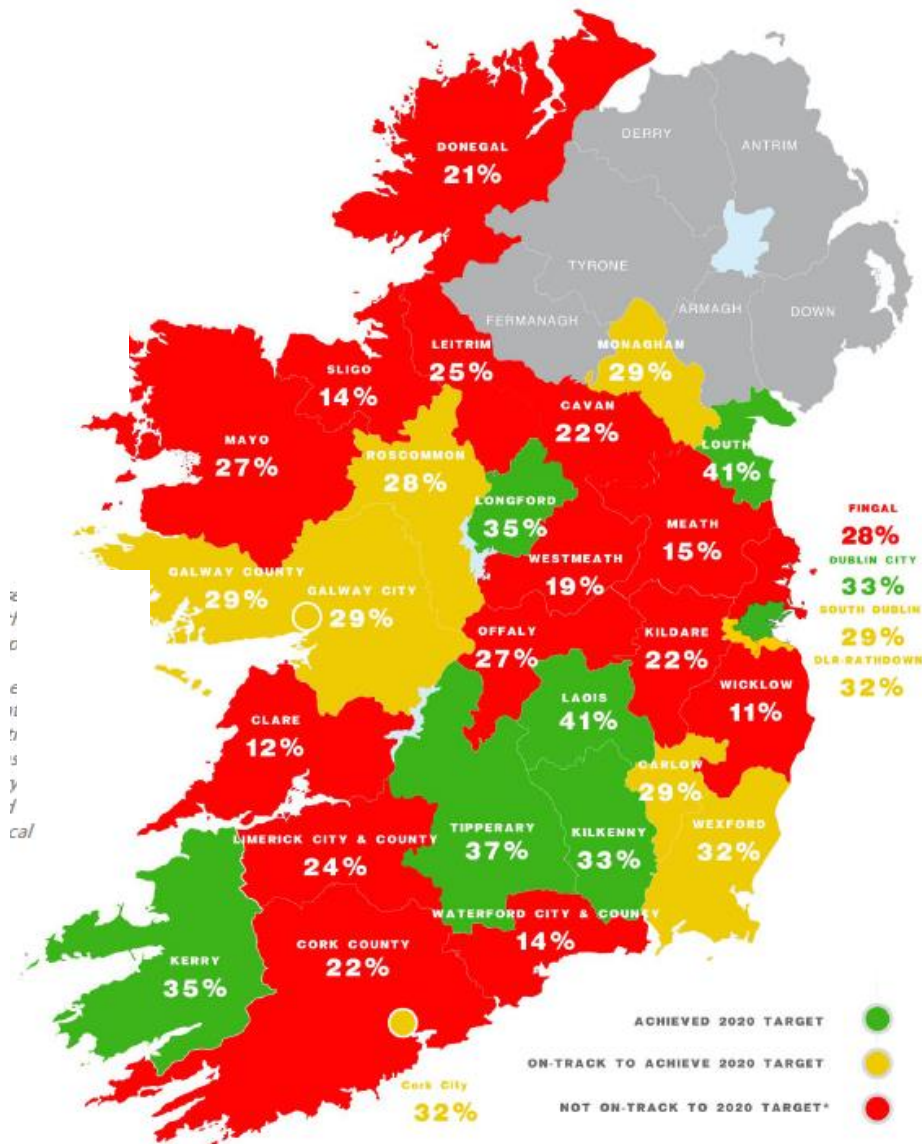 DERRY
ANTRIM
DONEGAL
21%
TYRONE
FERMANAGH
ARMAGH
DOWN
MONAGHAN
29%
LEITRIM
25%
SLIGO
14%
CAVAN
22%
MAYO
27%
ROSCOMMON
28%
LOUTH
41%
LONGFORD
35%
MEATH
15%
FINGAL
28%
DUBLIN CITY
33%
SOUTH DUBLIN
29%
DLR-RATHDOWN
32%
WESTMEATH
19%
GALWAY COUNTY
29%
GALWAY CITY
29%
OFFALY
27%
KILDARE
22%
WICKLOW
11%
LAOIS
41%
CLARE
12%
CARLOW
29%
WEXFORD
32%
TIPPERARY
37%
KILKENNY
33%
LIMERICK CITY & COUNTY
24%
WATERFORD CITY & COUNTY
14%
CORK COUNTY
22%
KERRY
35%
Cork City
32%
cal
ACHIEVED 2020 TARGET
ON-TRACK TO ACHIEVE 2020 TARGET
NOT ON-TRACK TO 2020 TARGET*